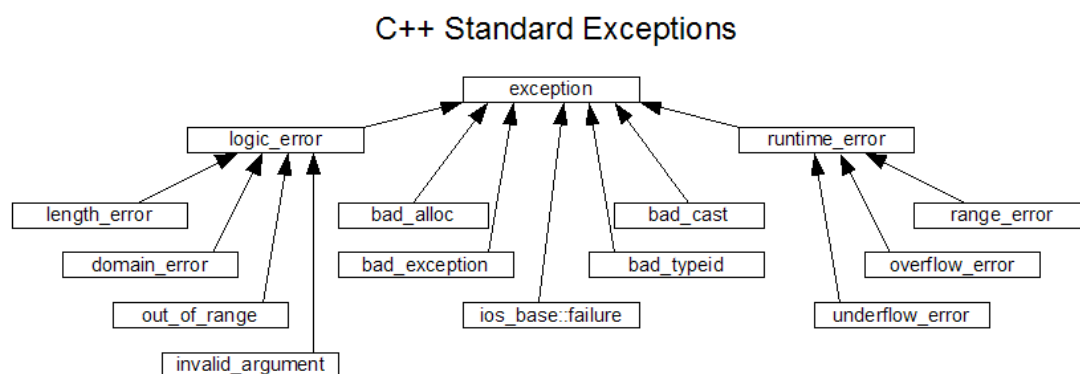 C++ Standard Exceptions
exception
logic_error
runtime_error
length_error
bad_alloc
bad_cast
range_error
domain_error
bad_exception
bad_typeid
overflow_error
out_of_range
ios_base::failure
underflow_error
invalid_argument